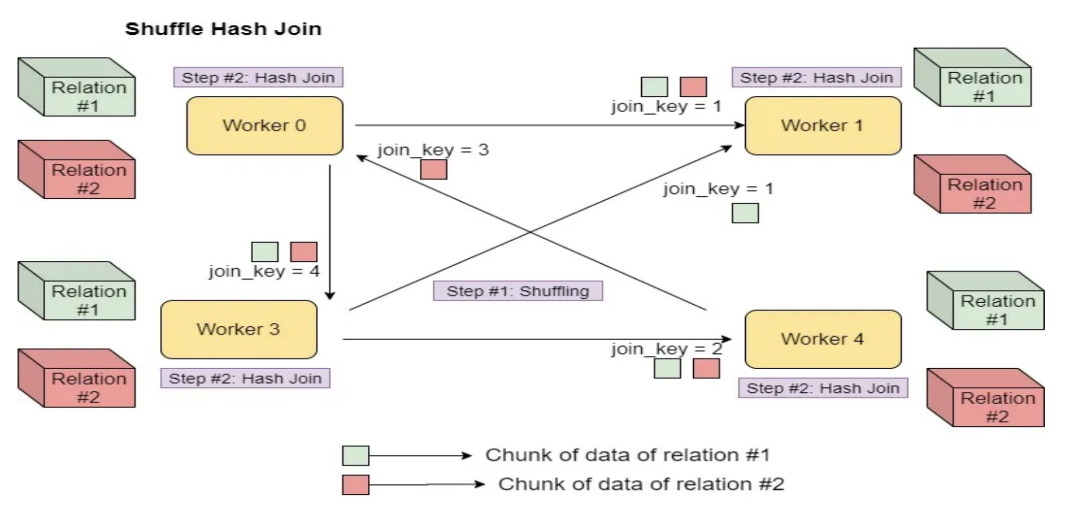 Shuffle Hash Join
Relation
#1
Step #2: Hash Join
Worker 0
Relation
#2
join_key = 1
Step #2: Hash Join
Worker 1
Relation
#1
Relation
#2
join_key = 3
join_key = 1
join_key = 4
Step #1: Shuffling
Relation
#1
Worker 3
Step #2: Hash Join
Relation
#2
join_key = 2
Worker 4
Step #2: Hash Join
Relation
#1
Relation
#2
Chunk of data of relation #1
Chunk of data of relation #2